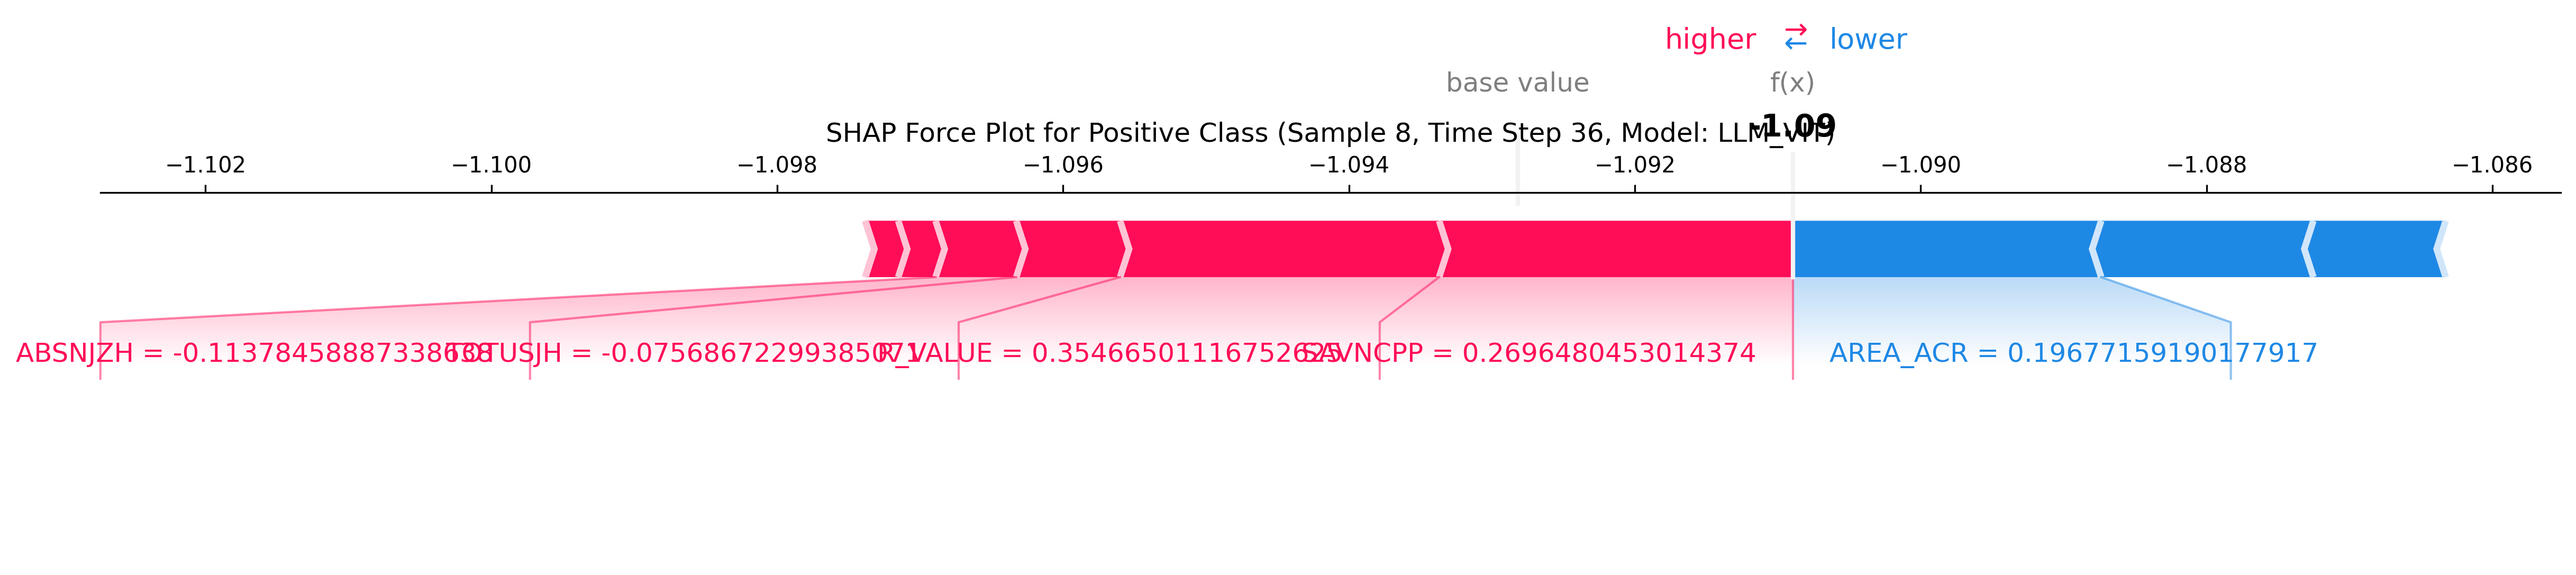 higher ⇄ lower
base value f(x)
SHAP Force Plot for Positive Class (Sample 8, Time Step 36, Model: LLM_VIT)
-1.09
−1.102 −1.100 −1.098 −1.096 −1.094 −1.092 −1.090 −1.088 −1.086
ABSNJZH = -0.11378458887338638 TOTUSJH = -0.07568672299385071 R_VALUE = 0.3546650111675262 SAVNCPP = 0.2696480453014374 AREA_ACR = 0.19677159190177917